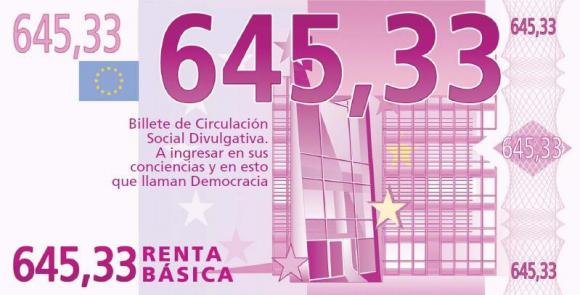 645,33
645,33
645,33
Billete de Circulación
Social Divulgativa.
A ingresar en sus
conciencias y en esto
que llaman Democracia
645,33
645,33 RENTA
BÁSICA
645,33